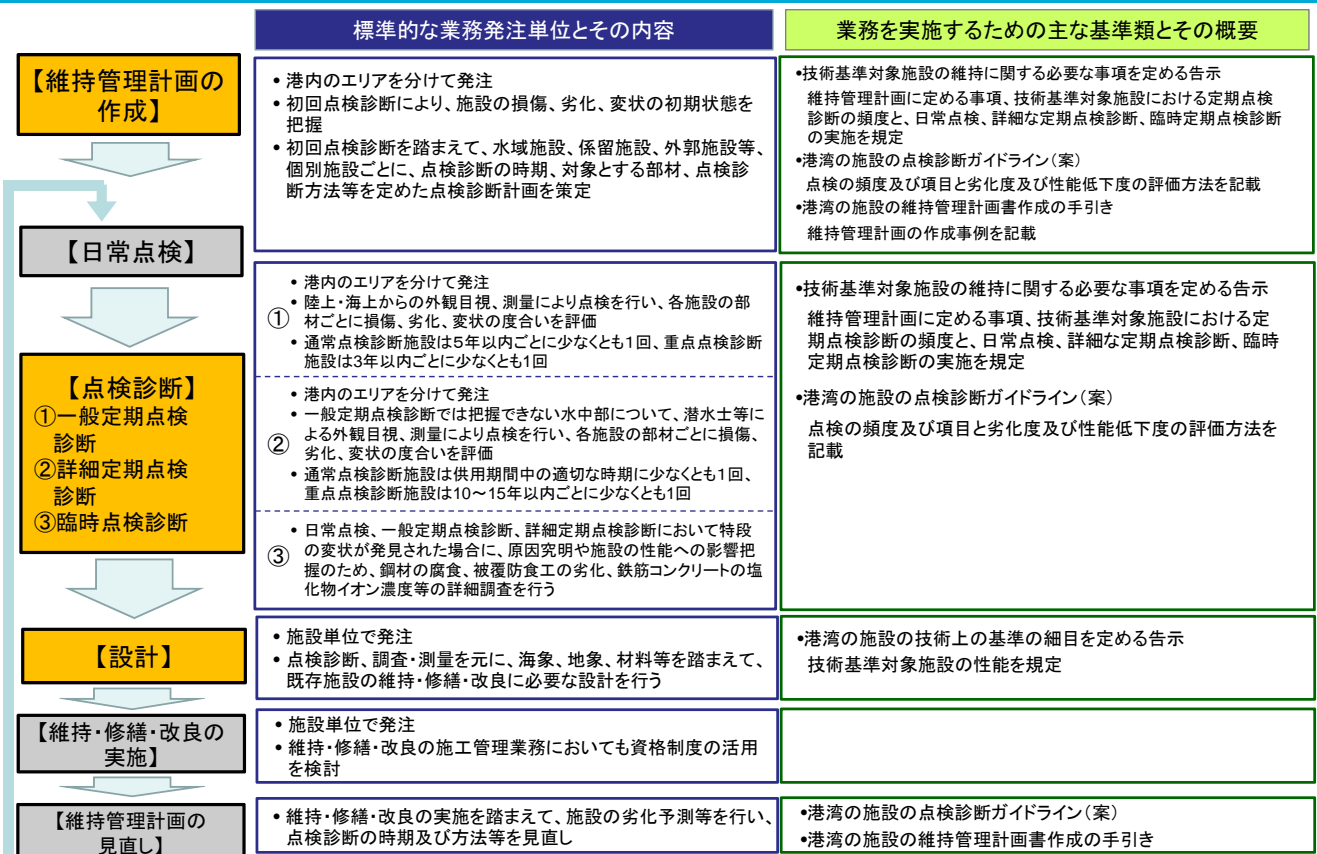 標準的な業務発注単位とその内容
業務を実施するための主な基準類とその概要
【維持管理計画の
作成】
• 港内のエリアを分けて発注
• 初回点検診断により、施設の損傷、劣化、変状の初期状態を
把握
• 初回点検診断を踏まえて、水域施設、係留施設、外郭施設等、
個別施設ごとに、点検診断の時期、対象とする部材、点検診
断方法等を定めた点検診断計画を策定
•技術基準対象施設の維持に関する必要な事項を定める告示
維持管理計画に定める事項、技術基準対象施設における定期点検
診断の頻度と、日常点検、詳細な定期点検診断、臨時定期点検診断
の実施を規定
•港湾の施設の点検診断ガイドライン(案)
点検の頻度及び項目と劣化度及び性能低下度の評価方法を記載
•港湾の施設の維持管理計画書作成の手引き
維持管理計画の作成事例を記載
【日常点検】
【点検診断】
①一般定期点検
診断
②詳細定期点検
診断
③臨時点検診断
①
• 港内のエリアを分けて発注
• 陸上・海上からの外観目視、測量により点検を行い、各施設の部
材ごとに損傷、劣化、変状の度合いを評価
• 通常点検診断施設は5年以内ごとに少なくとも1回、重点点検診断
施設は3年以内ごとに少なくとも1回
②
• 港内のエリアを分けて発注
• 一般定期点検診断では把握できない水中部について、潜水士等に
よる外観目視、測量により点検を行い、各施設の部材ごとに損傷、
劣化、変状の度合いを評価
• 通常点検診断施設は供用期間中の適切な時期に少なくとも1回、
重点点検診断施設は10～15年以内ごとに少なくとも1回
③
• 日常点検、一般定期点検診断、詳細定期点検診断において特段
の変状が発見された場合に、原因究明や施設の性能への影響把
握のため、鋼材の腐食、被覆防食工の劣化、鉄筋コンクリートの塩
化物イオン濃度等の詳細調査を行う
•技術基準対象施設の維持に関する必要な事項を定める告示
維持管理計画に定める事項、技術基準対象施設における定
期点検診断の頻度と、日常点検、詳細な定期点検診断、臨時
定期点検診断の実施を規定
•港湾の施設の点検診断ガイドライン(案)
点検の頻度及び項目と劣化度及び性能低下度の評価方法を
記載
【設計】
• 施設単位で発注
• 点検診断、調査・測量を元に、海象、地象、材料等を踏まえて、
既存施設の維持・修繕・改良に必要な設計を行う
•港湾の施設の技術上の基準の細目を定める告示
技術基準対象施設の性能を規定
【維持・修繕・改良の
実施】
• 施設単位で発注
• 維持・修繕・改良の施工管理業務においても資格制度の活用
を検討
【維持管理計画の
見直し】
• 維持・修繕・改良の実施を踏まえて、施設の劣化予測等を行い、
点検診断の時期及び方法等を見直し
•港湾の施設の点検診断ガイドライン(案)
•港湾の施設の維持管理計画書作成の手引き